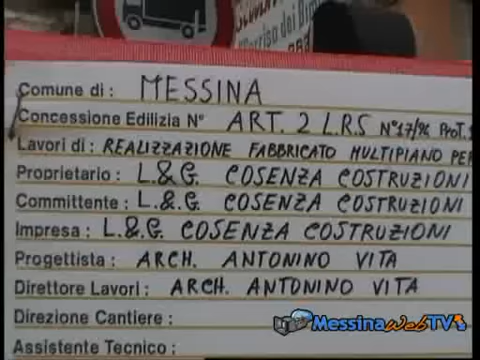 Comune di: MESSINA
Concessione Edilizia N° ART. 2 L.R.S N°17/94 PROT.
Lavori di: REALIZZAZIONE FABBRICATO MULTIPIANO PER
Proprietario: L.&G. COSENZA COSTRUZIONI
Committente: L.&G. COSENZA COSTRUZIONI
Impresa: L.&G. COSENZA COSTRUZIONI
Progettista: ARCH. ANTONINO VITA
Direttore Lavori: ARCH. ANTONINO VITA
Direzione Cantiere:
Assistente Tecnico:
MessinaWebTV